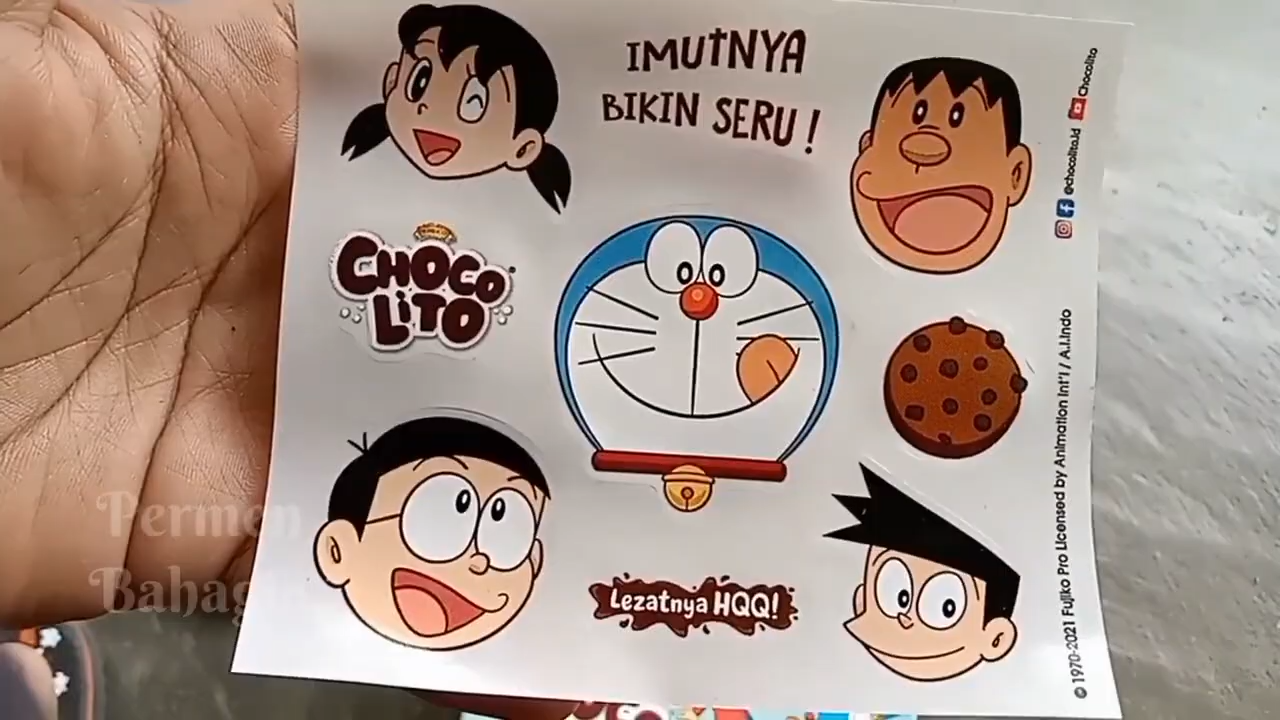 IMUTNYA
BIKIN SERU!
CHOCO
LiTO
Lezatnya HQQ!
@chocolito.id Chocolito
© 1970-2021 Fujiko Pro Licensed by Animation Int'l / A.I.Indo
Permen